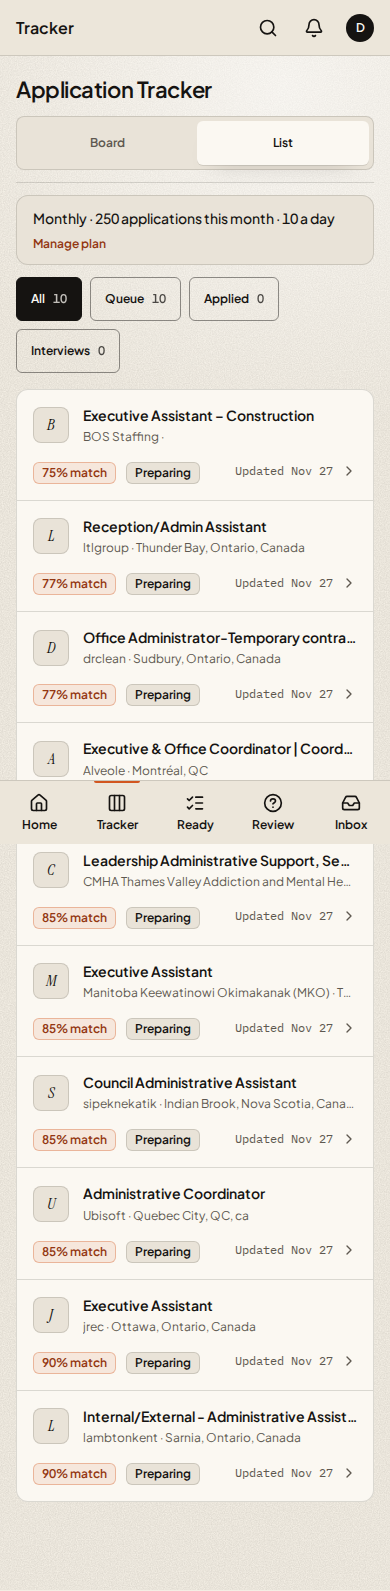 Tracker
D
Application Tracker
Board
List
Monthly · 250 applications this month · 10 a day
Manage plan
All 10
Queue 10
Applied 0
Interviews 0
B
Executive Assistant – Construction
BOS Staffing ·
75% match
Preparing
Updated Nov 27
L
Reception/Admin Assistant
ltlgroup · Thunder Bay, Ontario, Canada
77% match
Preparing
Updated Nov 27
D
Office Administrator-Temporary contra…
drclean · Sudbury, Ontario, Canada
77% match
Preparing
Updated Nov 27
A
Executive & Office Coordinator | Coord…
Alveole · Montréal, QC
Home
Tracker
Ready
Review
Inbox
C
Leadership Administrative Support, Se…
CMHA Thames Valley Addiction and Mental He…
85% match
Preparing
Updated Nov 27
M
Executive Assistant
Manitoba Keewatinowi Okimakanak (MKO) · T…
85% match
Preparing
Updated Nov 27
S
Council Administrative Assistant
sipeknekatik · Indian Brook, Nova Scotia, Cana…
85% match
Preparing
Updated Nov 27
U
Administrative Coordinator
Ubisoft · Quebec City, QC, ca
85% match
Preparing
Updated Nov 27
J
Executive Assistant
jrec · Ottawa, Ontario, Canada
90% match
Preparing
Updated Nov 27
L
Internal/External - Administrative Assist…
lambtonkent · Sarnia, Ontario, Canada
90% match
Preparing
Updated Nov 27